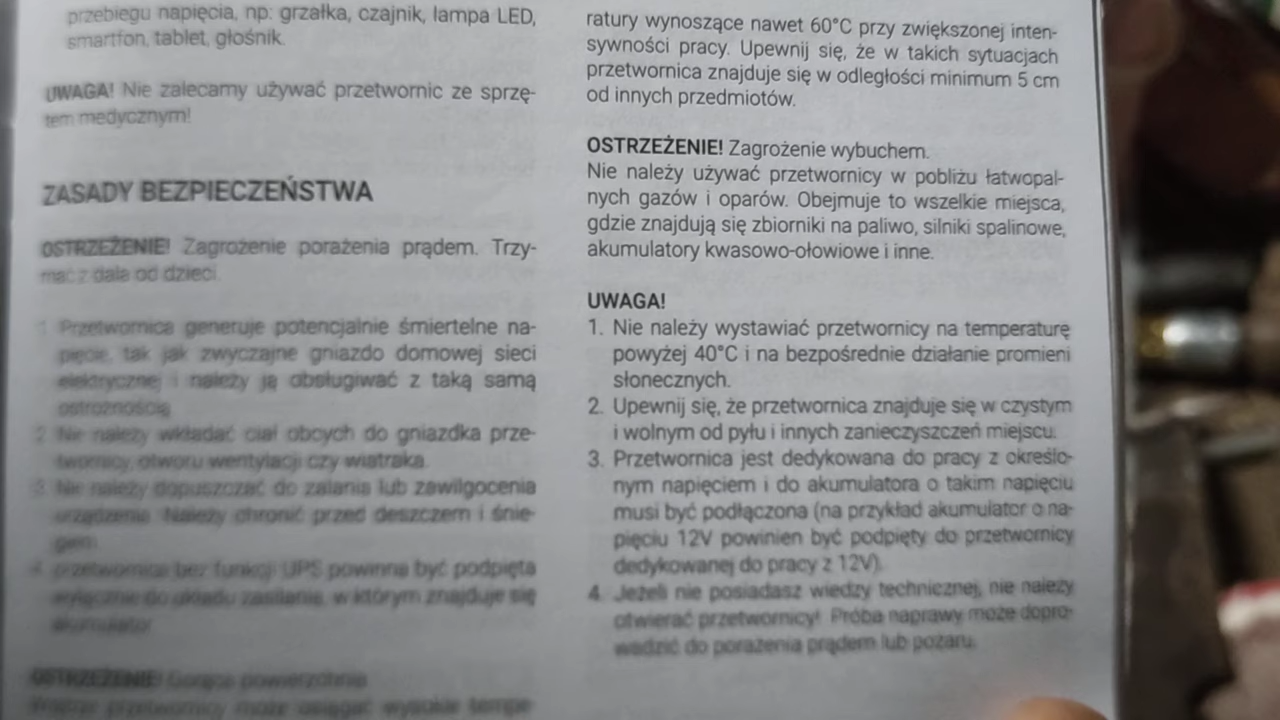 przebiegu napięcia, np: grzałka, czajnik, lampa LED,
smartfon, tablet, głośnik.
UWAGA! Nie zalecamy używać przetwornic ze sprzę-
tem medycznym!
ZASADY BEZPIECZEŃSTWA
OSTRZEŻENIE! Zagrożenie porażenia prądem. Trzy-
mać z dala od dzieci.
1. Przetwornica generuje potencjalnie śmiertelne na-
pięcie, tak jak zwyczajne gniazdo domowej sieci
elektrycznej i należy ją obsługiwać z taką samą
ostrożnością
2. Nie należy wkładać ciał obcych do gniazdka prze-
twornicy, otworu wentylacji czy wiatraka.
3. Nie należy dopuszczać do zalania lub zawilgocenia
urządzenia. Należy chronić przed deszczem i śnie-
giem.
4. przetwornica bez funkcji UPS powinna być podpięta
wyłącznie do układu zasilania, w którym znajduje się
akumulator
OSTRZEŻENIE! Gorąca powierzchnia
Wnętrze przetwornicy może osiągać wysokie tempe-
ratury wynoszące nawet 60°C przy zwiększonej inten-
sywności pracy. Upewnij się, że w takich sytuacjach
przetwornica znajduje się w odległości minimum 5 cm
od innych przedmiotów.
OSTRZEŻENIE! Zagrożenie wybuchem.
Nie należy używać przetwornicy w pobliżu łatwopal-
nych gazów i oparów. Obejmuje to wszelkie miejsca,
gdzie znajdują się zbiorniki na paliwo, silniki spalinowe,
akumulatory kwasowo-ołowiowe i inne.
UWAGA!
1. Nie należy wystawiać przetwornicy na temperaturę
powyżej 40°C i na bezpośrednie działanie promieni
słonecznych.
2. Upewnij się, że przetwornica znajduje się w czystym
i wolnym od pyłu i innych zanieczyszczeń miejscu.
3. Przetwornica jest dedykowana do pracy z określo-
nym napięciem i do akumulatora o takim napięciu
musi być podłączona (na przykład akumulator o na-
pięciu 12V powinien być podpięty do przetwornicy
dedykowanej do pracy z 12V).
4. Jeżeli nie posiadasz wiedzy technicznej, nie należy
otwierać przetwornicy! Próba naprawy może dopro-
wadzić do porażenia prądem lub pożaru.